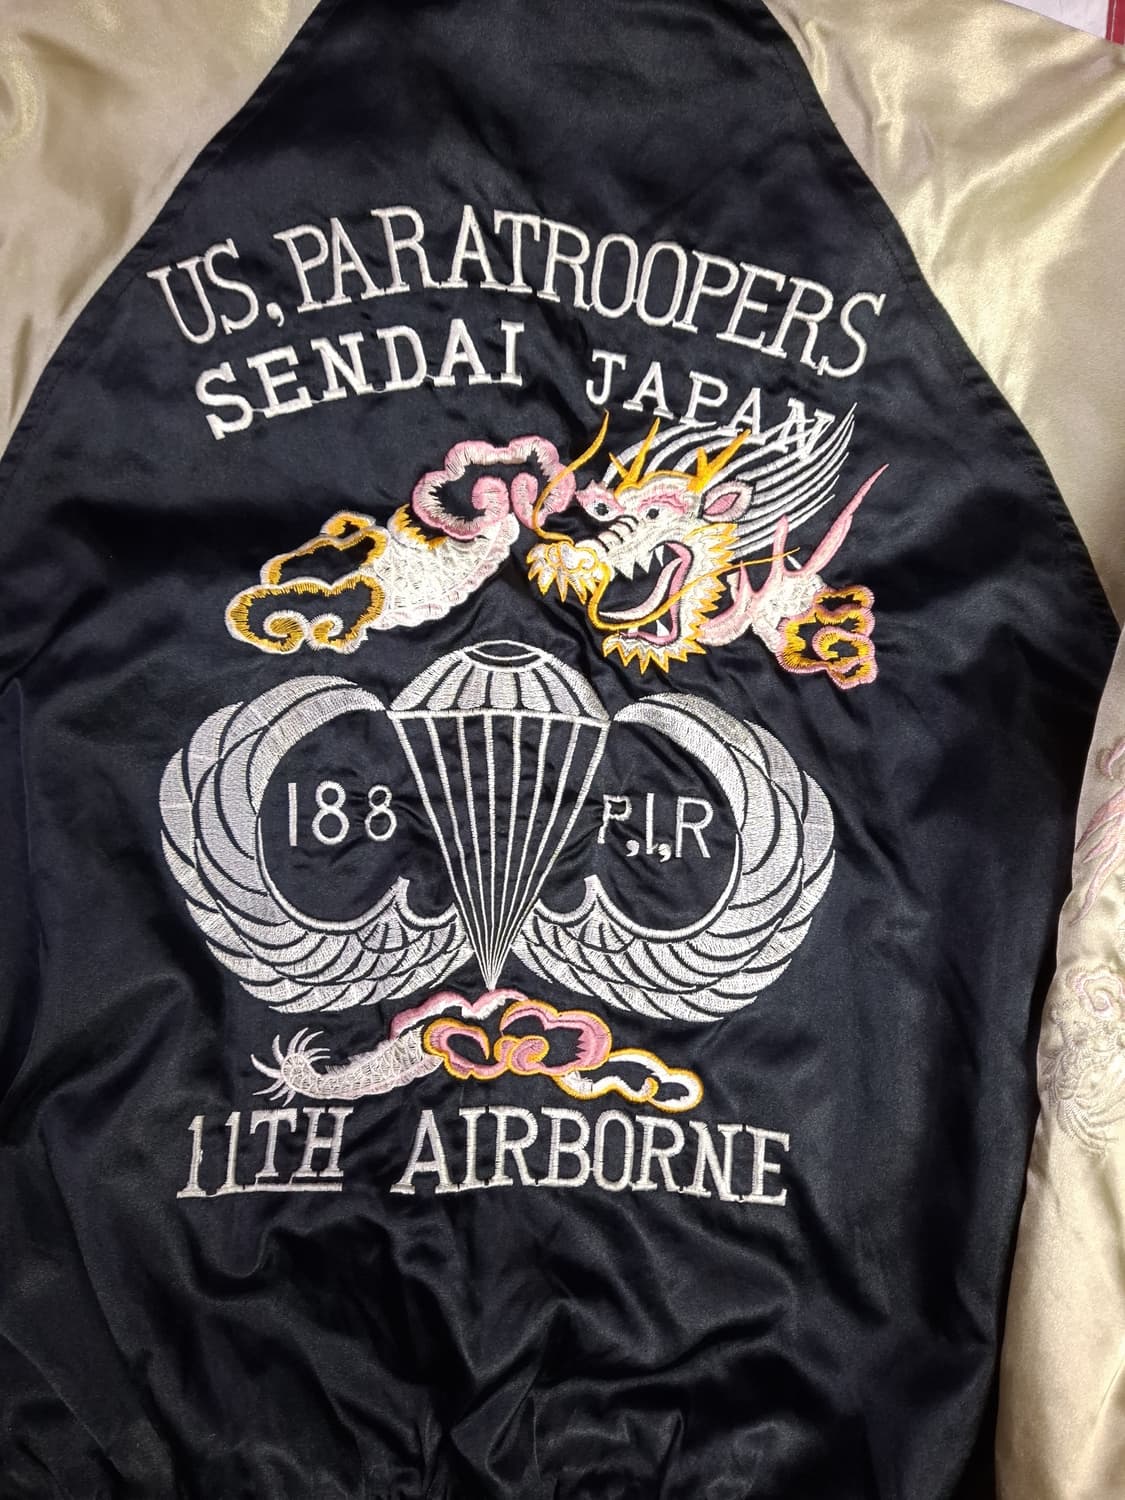 US, PARATROOPERS
SENDAI JAPAN
188 P,I,R
11TH AIRBORNE